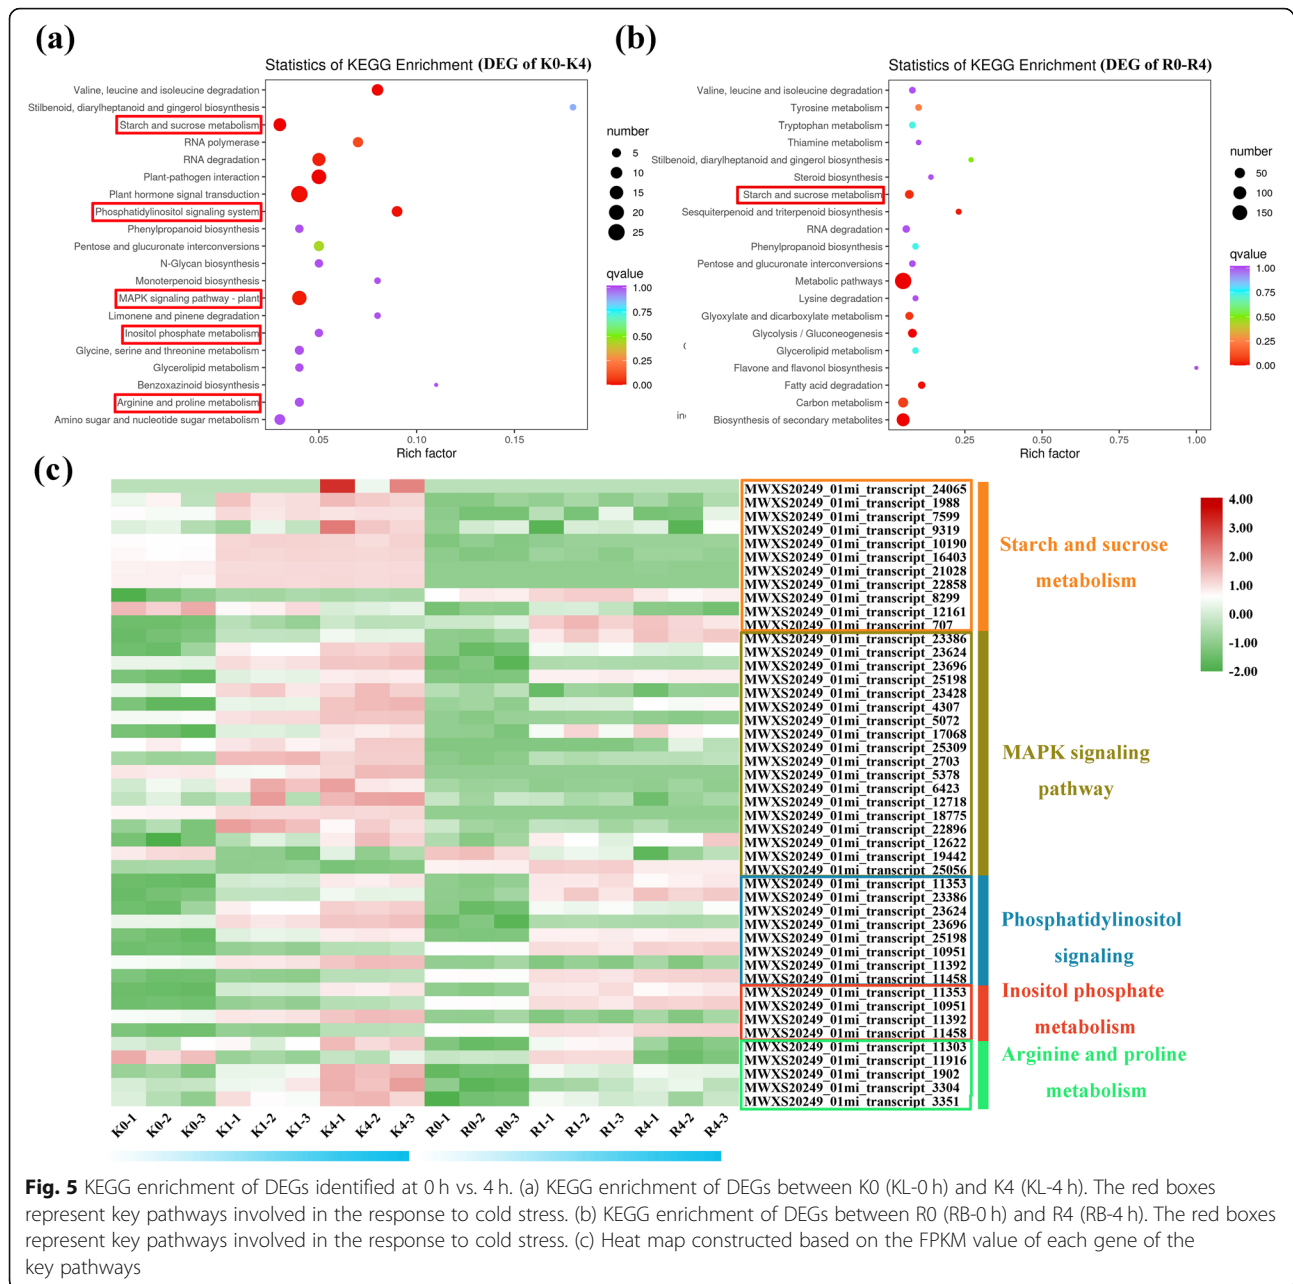 (a)
Statistics of KEGG Enrichment (DEG of K0-K4)
Valine, leucine and isoleucine degradation
Stilbenoid, diarylheptanoid and gingerol biosynthesis
Starch and sucrose metabolism
RNA polymerase
RNA degradation
Plant-pathogen interaction
Plant hormone signal transduction
Phosphatidylinositol signaling system
Phenylpropanoid biosynthesis
Pentose and glucuronate interconversions
N-Glycan biosynthesis
Monoterpenoid biosynthesis
MAPK signaling pathway - plant
Limonene and pinene degradation
Inositol phosphate metabolism
Glycine, serine and threonine metabolism
Glycerolipid metabolism
Benzoxazinoid biosynthesis
Arginine and proline metabolism
Amino sugar and nucleotide sugar metabolism
0.05 0.10 0.15
Rich factor
number
5
10
15
20
25
qvalue
1.00
0.75
0.50
0.25
0.00
(b)
Statistics of KEGG Enrichment (DEG of R0-R4)
Valine, leucine and isoleucine degradation
Tyrosine metabolism
Tryptophan metabolism
Thiamine metabolism
Stilbenoid, diarylheptanoid and gingerol biosynthesis
Steroid biosynthesis
Starch and sucrose metabolism
Sesquiterpenoid and triterpenoid biosynthesis
RNA degradation
Phenylpropanoid biosynthesis
Pentose and glucuronate interconversions
Metabolic pathways
Lysine degradation
Glyoxylate and dicarboxylate metabolism
Glycolysis / Gluconeogenesis
Glycerolipid metabolism
Flavone and flavonol biosynthesis
Fatty acid degradation
Carbon metabolism
Biosynthesis of secondary metabolites
0.25 0.50 0.75 1.00
Rich factor
number
50
100
150
qvalue
1.00
0.75
0.50
0.25
0.00
(c)
MWXS20249_01mi_transcript_24065
MWXS20249_01mi_transcript_1988
MWXS20249_01mi_transcript_7599
MWXS20249_01mi_transcript_9319
MWXS20249_01mi_transcript_10190
MWXS20249_01mi_transcript_16403
MWXS20249_01mi_transcript_21028
MWXS20249_01mi_transcript_22858
MWXS20249_01mi_transcript_8299
MWXS20249_01mi_transcript_12161
MWXS20249_01mi_transcript_707
MWXS20249_01mi_transcript_23386
MWXS20249_01mi_transcript_23624
MWXS20249_01mi_transcript_23696
MWXS20249_01mi_transcript_25198
MWXS20249_01mi_transcript_23428
MWXS20249_01mi_transcript_4307
MWXS20249_01mi_transcript_5072
MWXS20249_01mi_transcript_17068
MWXS20249_01mi_transcript_25309
MWXS20249_01mi_transcript_2703
MWXS20249_01mi_transcript_5378
MWXS20249_01mi_transcript_6423
MWXS20249_01mi_transcript_12718
MWXS20249_01mi_transcript_18775
MWXS20249_01mi_transcript_22896
MWXS20249_01mi_transcript_12622
MWXS20249_01mi_transcript_19442
MWXS20249_01mi_transcript_25056
MWXS20249_01mi_transcript_11353
MWXS20249_01mi_transcript_23386
MWXS20249_01mi_transcript_23624
MWXS20249_01mi_transcript_23696
MWXS20249_01mi_transcript_25198
MWXS20249_01mi_transcript_10951
MWXS20249_01mi_transcript_11392
MWXS20249_01mi_transcript_11458
MWXS20249_01mi_transcript_11353
MWXS20249_01mi_transcript_10951
MWXS20249_01mi_transcript_11392
MWXS20249_01mi_transcript_11458
MWXS20249_01mi_transcript_11303
MWXS20249_01mi_transcript_11916
MWXS20249_01mi_transcript_1902
MWXS20249_01mi_transcript_3304
MWXS20249_01mi_transcript_3351
Starch and sucrose
metabolism
MAPK signaling
pathway
Phosphatidylinositol
signaling
Inositol phosphate
metabolism
Arginine and proline
metabolism
4.00
3.00
2.00
1.00
0.00
-1.00
-2.00
K0-1 K0-2 K0-3 K1-1 K1-2 K1-3 K4-1 K4-2 K4-3 R0-1 R0-2 R0-3 R1-1 R1-2 R1-3 R4-1 R4-2 R4-3
Fig. 5 KEGG enrichment of DEGs identified at 0 h vs. 4 h. (a) KEGG enrichment of DEGs between K0 (KL-0 h) and K4 (KL-4 h). The red boxes
represent key pathways involved in the response to cold stress. (b) KEGG enrichment of DEGs between R0 (RB-0 h) and R4 (RB-4 h). The red boxes
represent key pathways involved in the response to cold stress. (c) Heat map constructed based on the FPKM value of each gene of the
key pathways